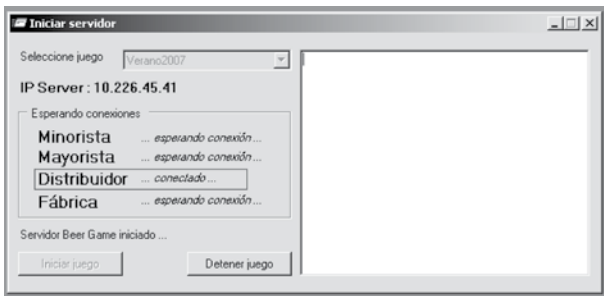 Iniciar servidor
Seleccione juego Verano2007
IP Server : 10.226.45.41
Esperando conexiones
Minorista ... esperando conexión ...
Mayorista ... esperando conexión ...
Distribuidor ... conectado ...
Fábrica ... esperando conexión ...
Servidor Beer Game iniciado ...
Iniciar juego Detener juego